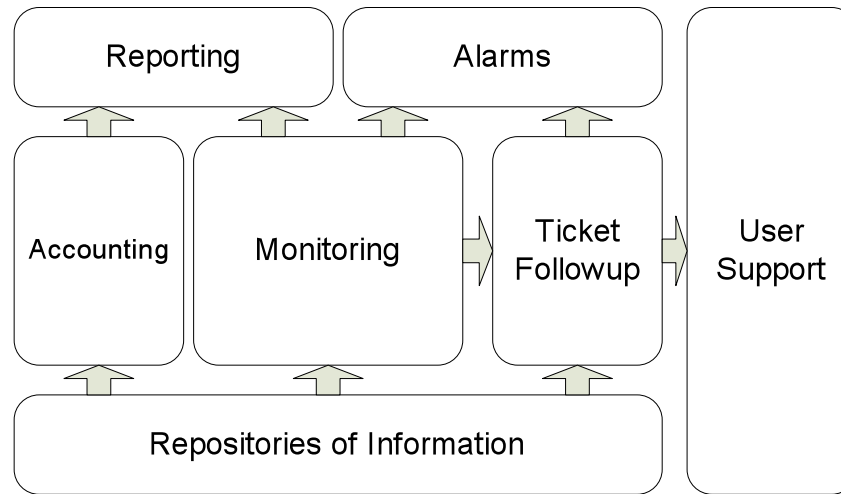 Reporting
Alarms
Accounting
Monitoring
Ticket
Followup
User
Support
Repositories of Information